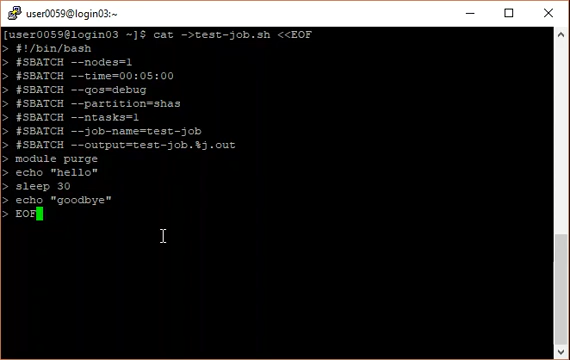 user0059@login03:~
[user0059@login03 ~]$ cat ->test-job.sh <<EOF
> #!/bin/bash
> #SBATCH --nodes=1
> #SBATCH --time=00:05:00
> #SBATCH --qos=debug
> #SBATCH --partition=shas
> #SBATCH --ntasks=1
> #SBATCH --job-name=test-job
> #SBATCH --output=test-job.%j.out
> module purge
> echo "hello"
> sleep 30
> echo "goodbye"
> EOF